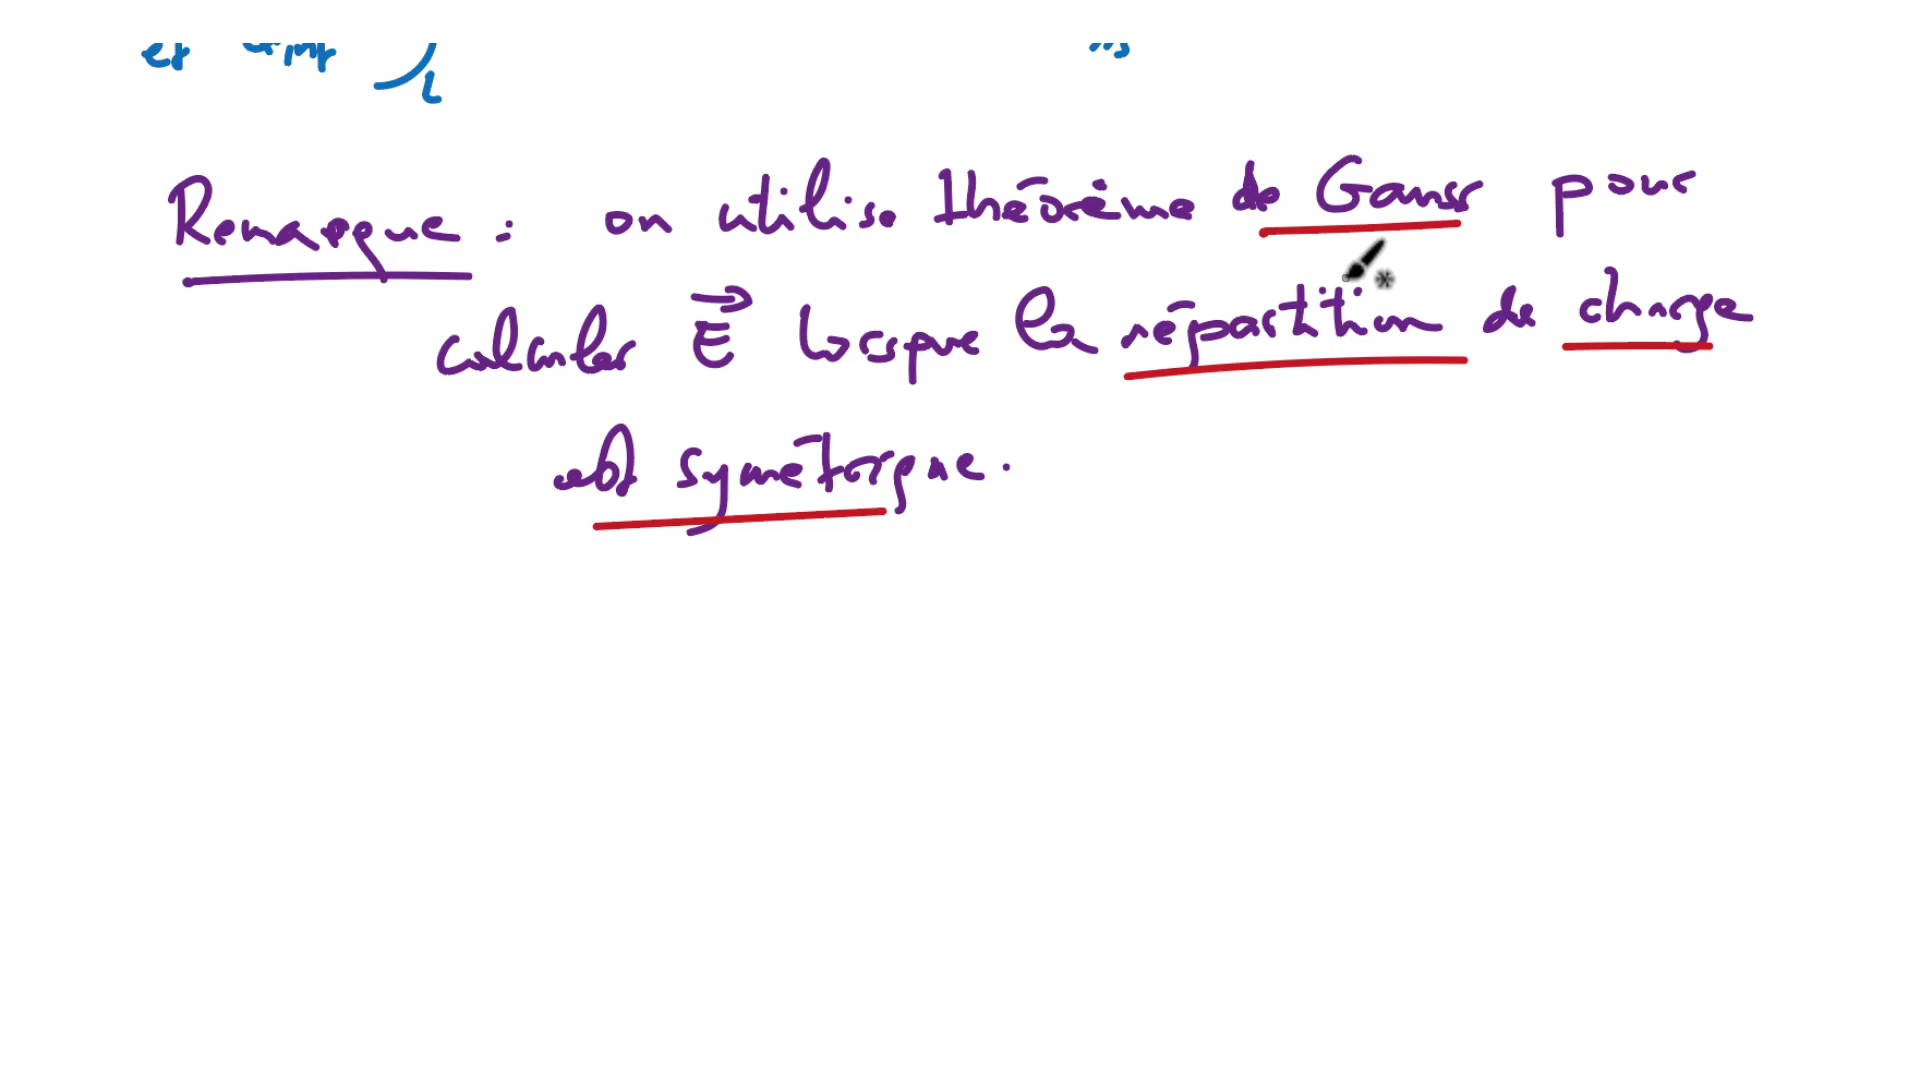 Remarque : on utilise théorème de Gauss pour
calculer E lorsque la répartition de charge
est symétrique.